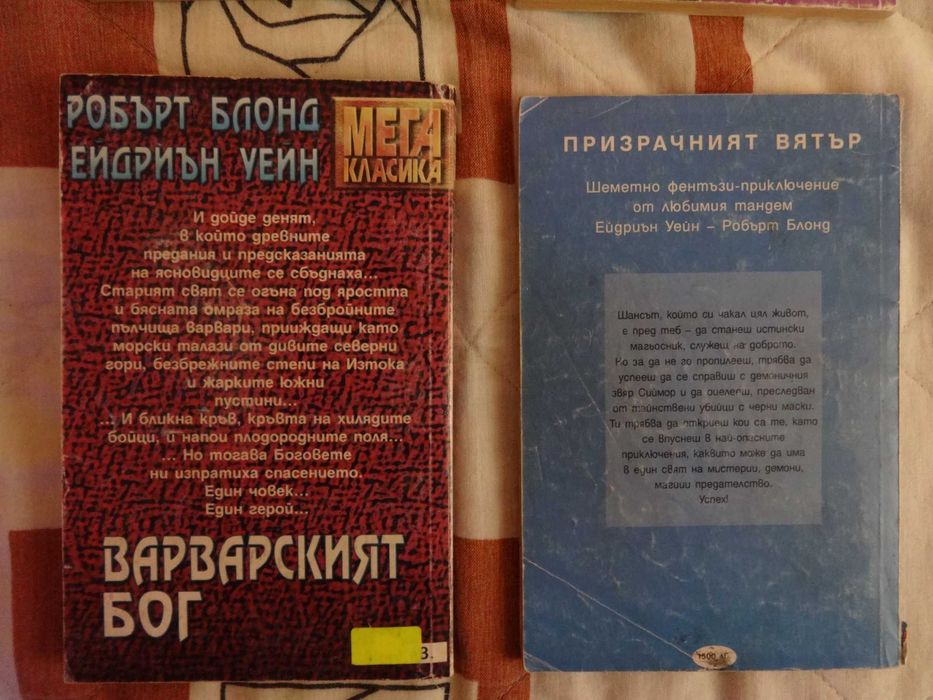 РОБЪРТ БЛОНД
ЕЙДРИЪН УЕЙН
МЕГА
КЛАСИКА
И дойде денят,
в който древните
предания и предсказанията
на ясновидците се сбъднаха...
Старият свят се огъна под яростта
и бясната омраза на безбройните
пълчища варвари, прииждащи като
морски талази от дивите северни
гори, безбрежните степи на Изтока
и жарките южни
пустини...
... И бликна кръв, кръвта на хилядите
бойци, и напои плодородните поля...
... Но тогава Боговете
ни изпратиха спасението.
Един човек...
Един герой...
ВАРВАРСКИЯТ
БОГ
В.
ПРИЗРАЧНИЯТ ВЯТЪР
Шеметно фентъзи-приключение
от любимия тандем
Ейдриън Уейн – Робърт Блонд
Шансът, който си чакал цял живот,
е пред теб – да станеш истински
магьосник, служещ на доброто.
Но за да не го пропилееш, трябва да
успееш да се справиш с демоничния
звяр Сиймор и да оцелееш, преследван
от тайнствени убийци с черни маски.
Ти трябва да откриеш кои са те, като
се впуснеш в най-опасните
приключения, каквито може да има
в един свят на мистерии, демони,
магии и предателство.
Успех!
1500 лв.